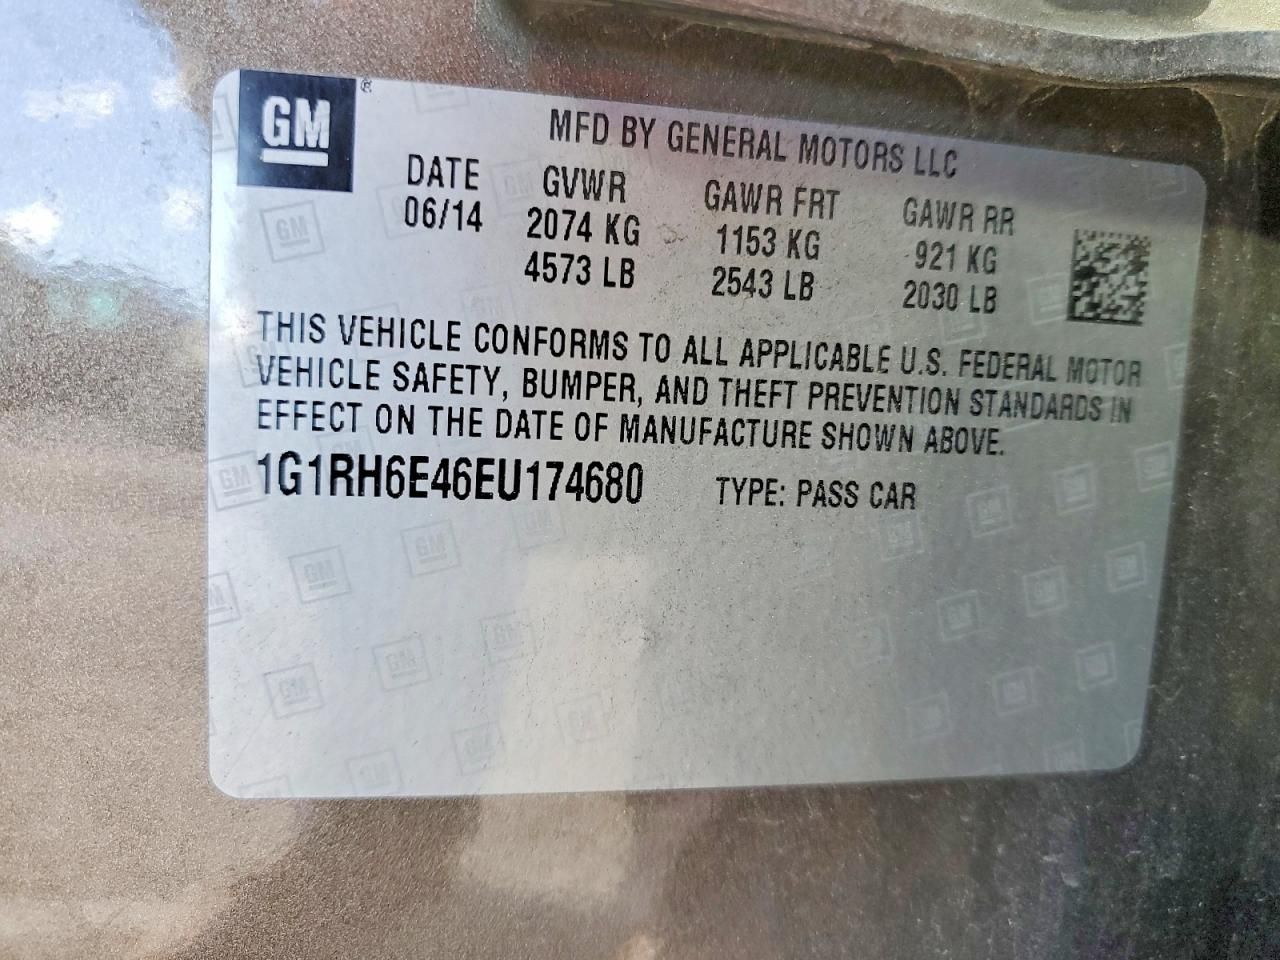 GM
MFD BY GENERAL MOTORS LLC
DATE GVWR GAWR FRT GAWR RR
06/14 2074 KG 1153 KG 921 KG
4573 LB 2543 LB 2030 LB
THIS VEHICLE CONFORMS TO ALL APPLICABLE U.S. FEDERAL MOTOR
VEHICLE SAFETY, BUMPER, AND THEFT PREVENTION STANDARDS IN
EFFECT ON THE DATE OF MANUFACTURE SHOWN ABOVE.
1G1RH6E46EU174680 TYPE: PASS CAR